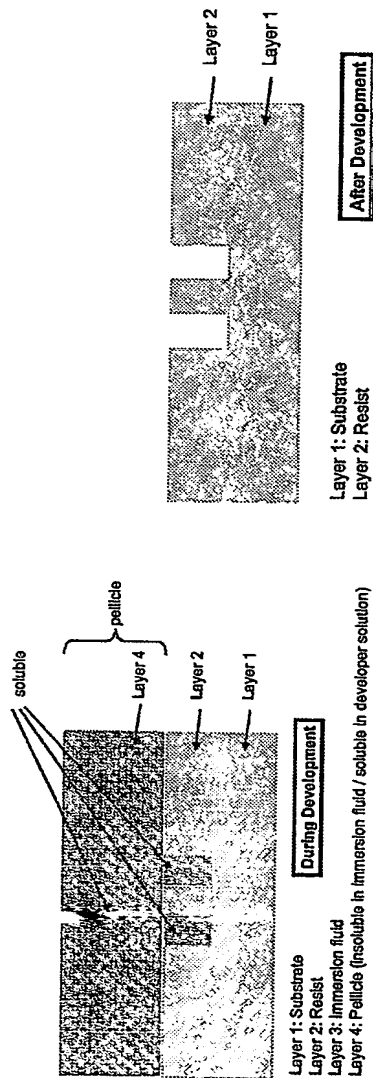 soluble
pellicle
Layer 4
Layer 2
Layer 1
During Development
Layer 1: Substrate
Layer 2: Resist
Layer 3: Immersion fluid
Layer 4: Pellicle (insoluble in immersion fluid / soluble in developer solution)
Layer 2
Layer 1
After Development
Layer 1: Substrate
Layer 2: Resist